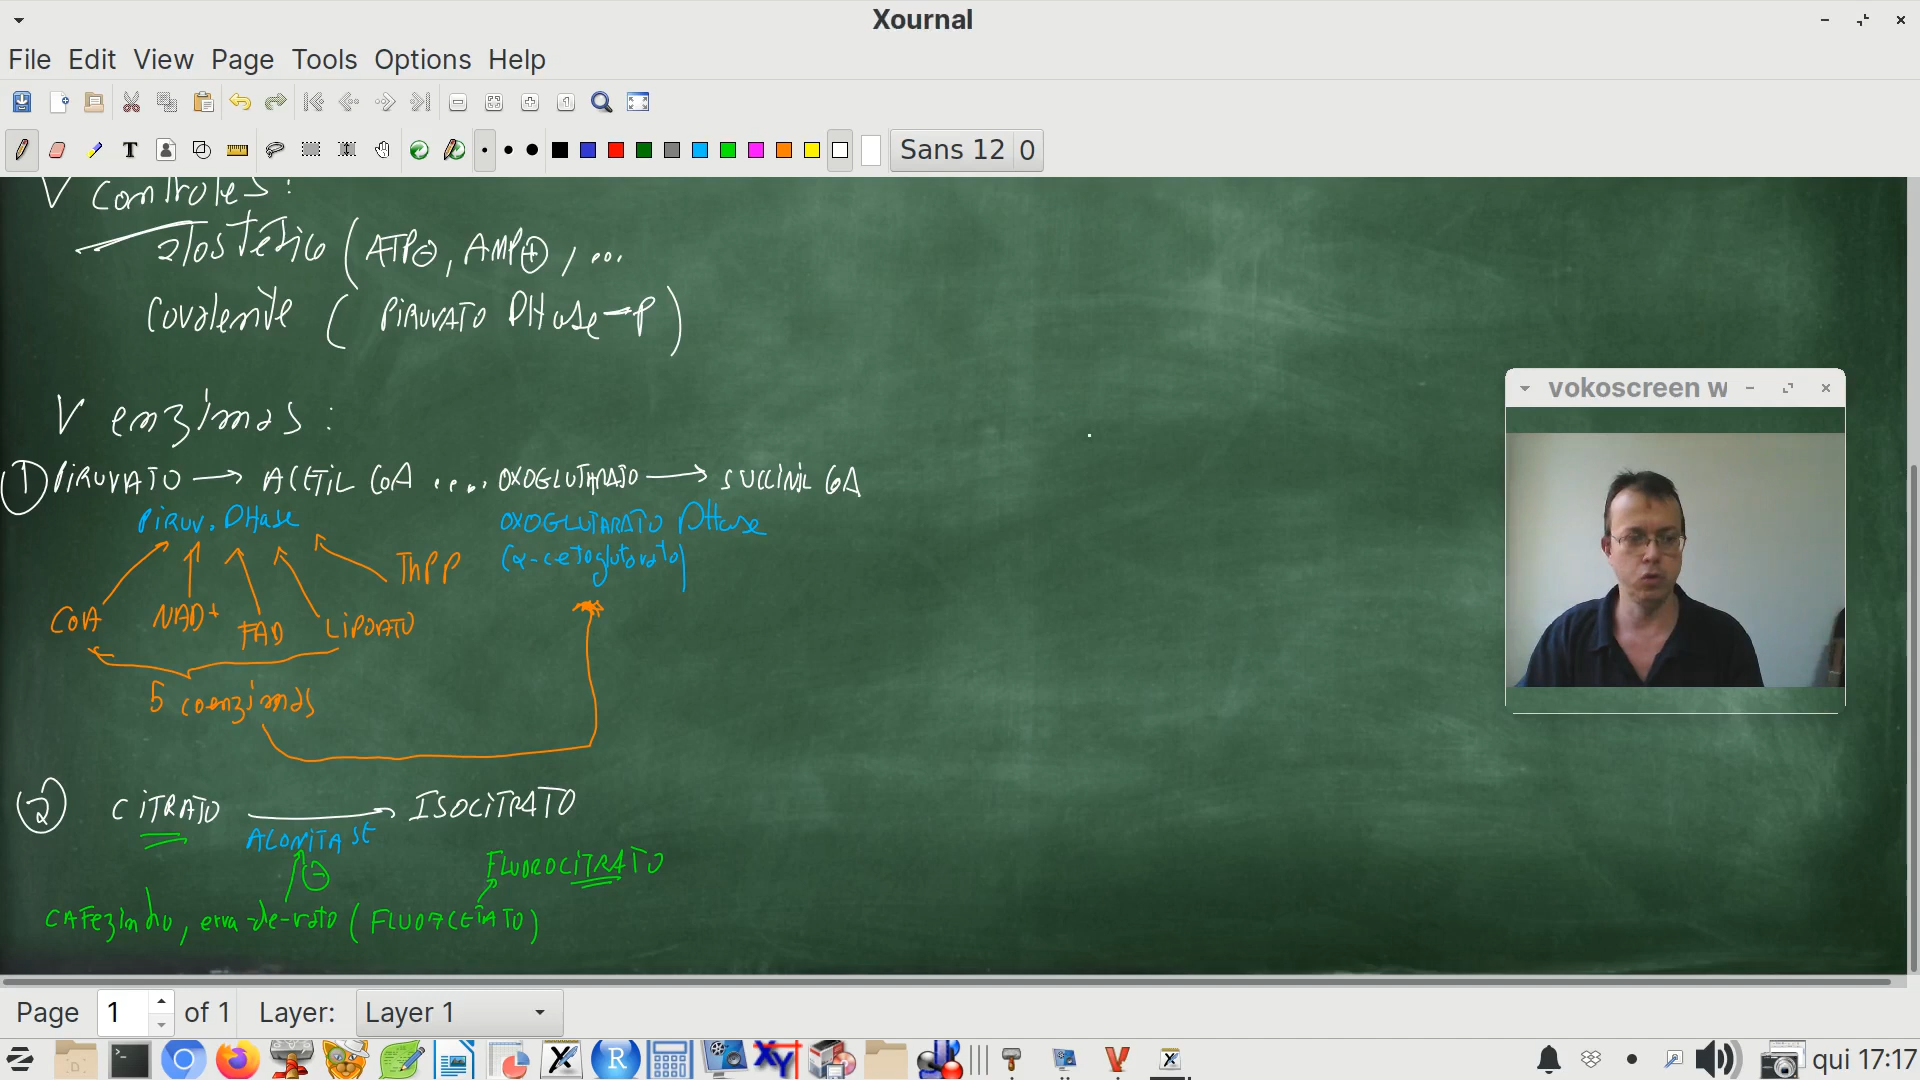 Xournal
File Edit View Page Tools Options Help
Sans 12 0
V Controles:
alostérico (ATP⊖, AMP⊕, ...
Covalente (PIRUVATO DHase-P)
V enzimas:
① PIRUVATO → ACETIL CoA .... OXOGLUTARATO → SUCCINIL CoA
PIRUV. DHase
OXOGLUTARATO DHase
(α-cetoglutarato)
ThPP
CoA NAD+ FAD LIPOATO
5 coenzimas
② CITRATO → ISOCITRATO
ACONITASE
⊖
FLUOROCITRATO
CAFEzinho, erva-de-rato (FLUOACETATO)
vokoscreen w
Page 1 of 1 Layer: Layer 1
qui 17:17